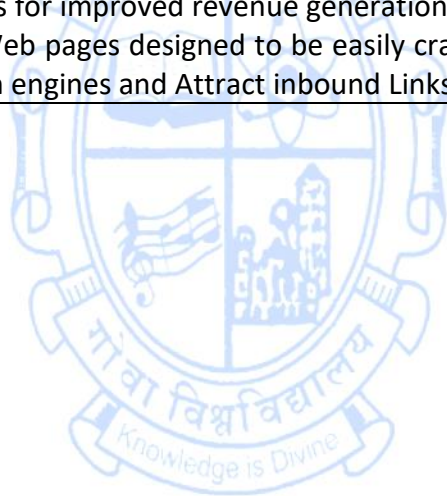 s for improved revenue generation
Web pages designed to be easily cra
engines and Attract inbound Links
गोंवा विश्वविद्यालय
Knowledge is Divine